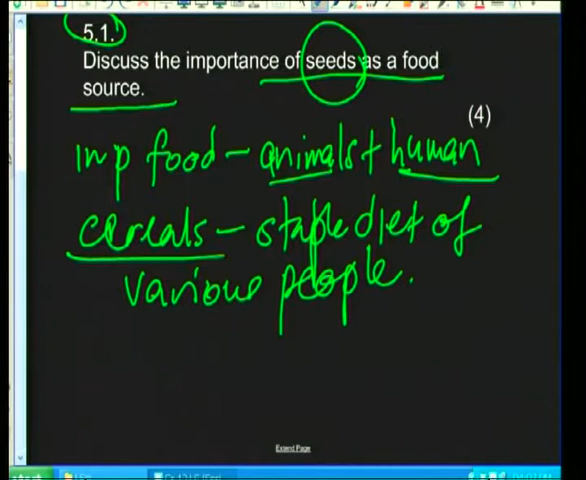 5.1.
Discuss the importance of seeds as a food
source.
(4)
imp food - animals + human
cereals - staple diet of
various people.
Extend Page